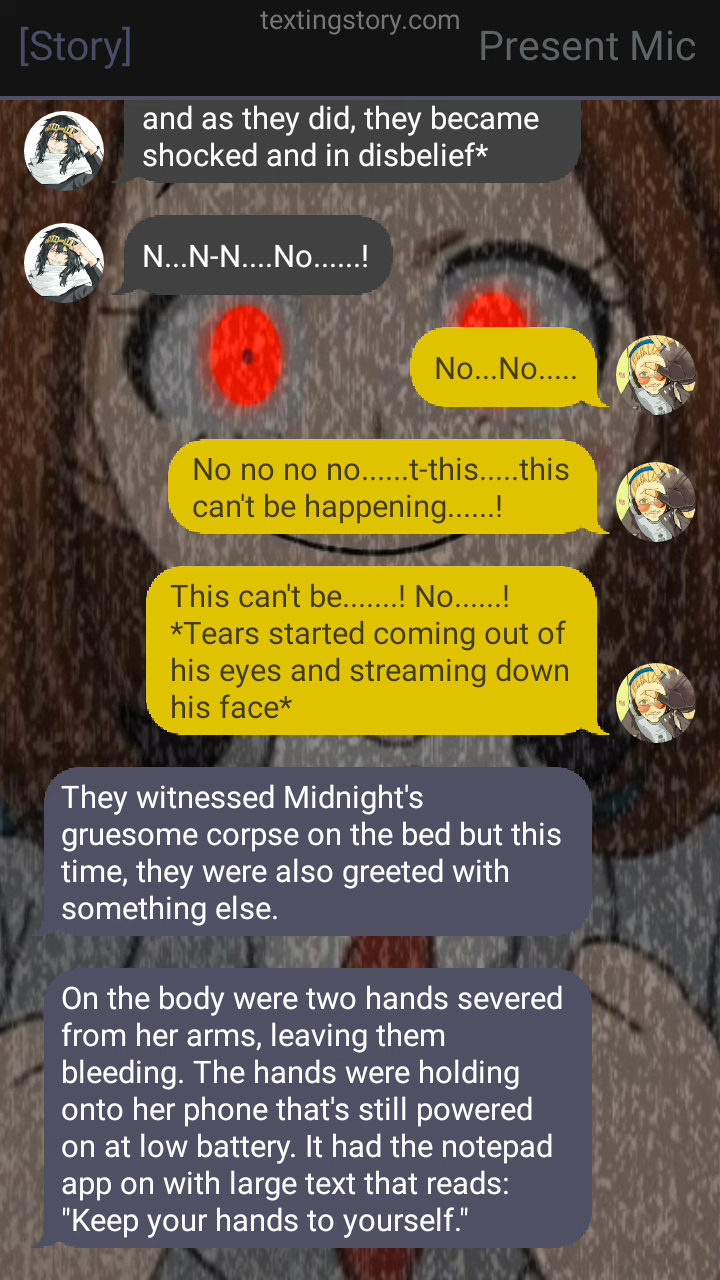 textingstory.com
[Story]
Present Mic
and as they did, they became
shocked and in disbelief*
N...N-N....No......!
No...No.....
No no no no......t-this.....this
can't be happening......!
This can't be.......! No......!
*Tears started coming out of
his eyes and streaming down
his face*
They witnessed Midnight's
gruesome corpse on the bed but this
time, they were also greeted with
something else.
On the body were two hands severed
from her arms, leaving them
bleeding. The hands were holding
onto her phone that's still powered
on at low battery. It had the notepad
app on with large text that reads:
"Keep your hands to yourself."